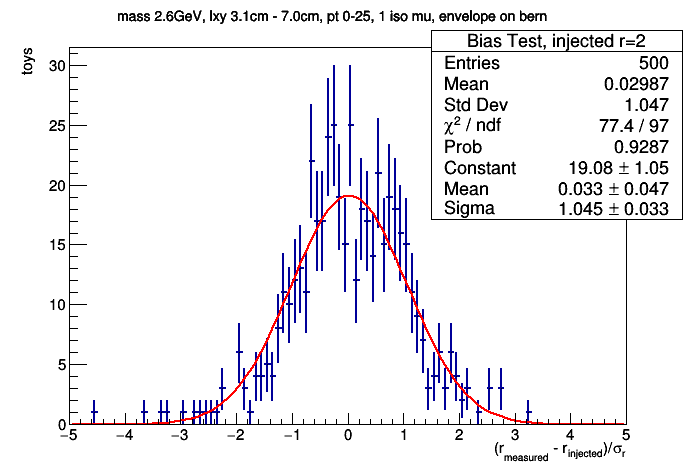 mass 2.6GeV, lxy 3.1cm - 7.0cm, pt 0-25, 1 iso mu, envelope on bern
Bias Test, injected r=2
Entries 500
Mean 0.02987
Std Dev 1.047
χ² / ndf 77.4 / 97
Prob 0.9287
Constant 19.08 ± 1.05
Mean 0.033 ± 0.047
Sigma 1.045 ± 0.033
toys
30
25
20
15
10
5
0
−5 −4 −3 −2 −1 0 1 2 3 4 5
(r_measured - r_injected)/σ_r